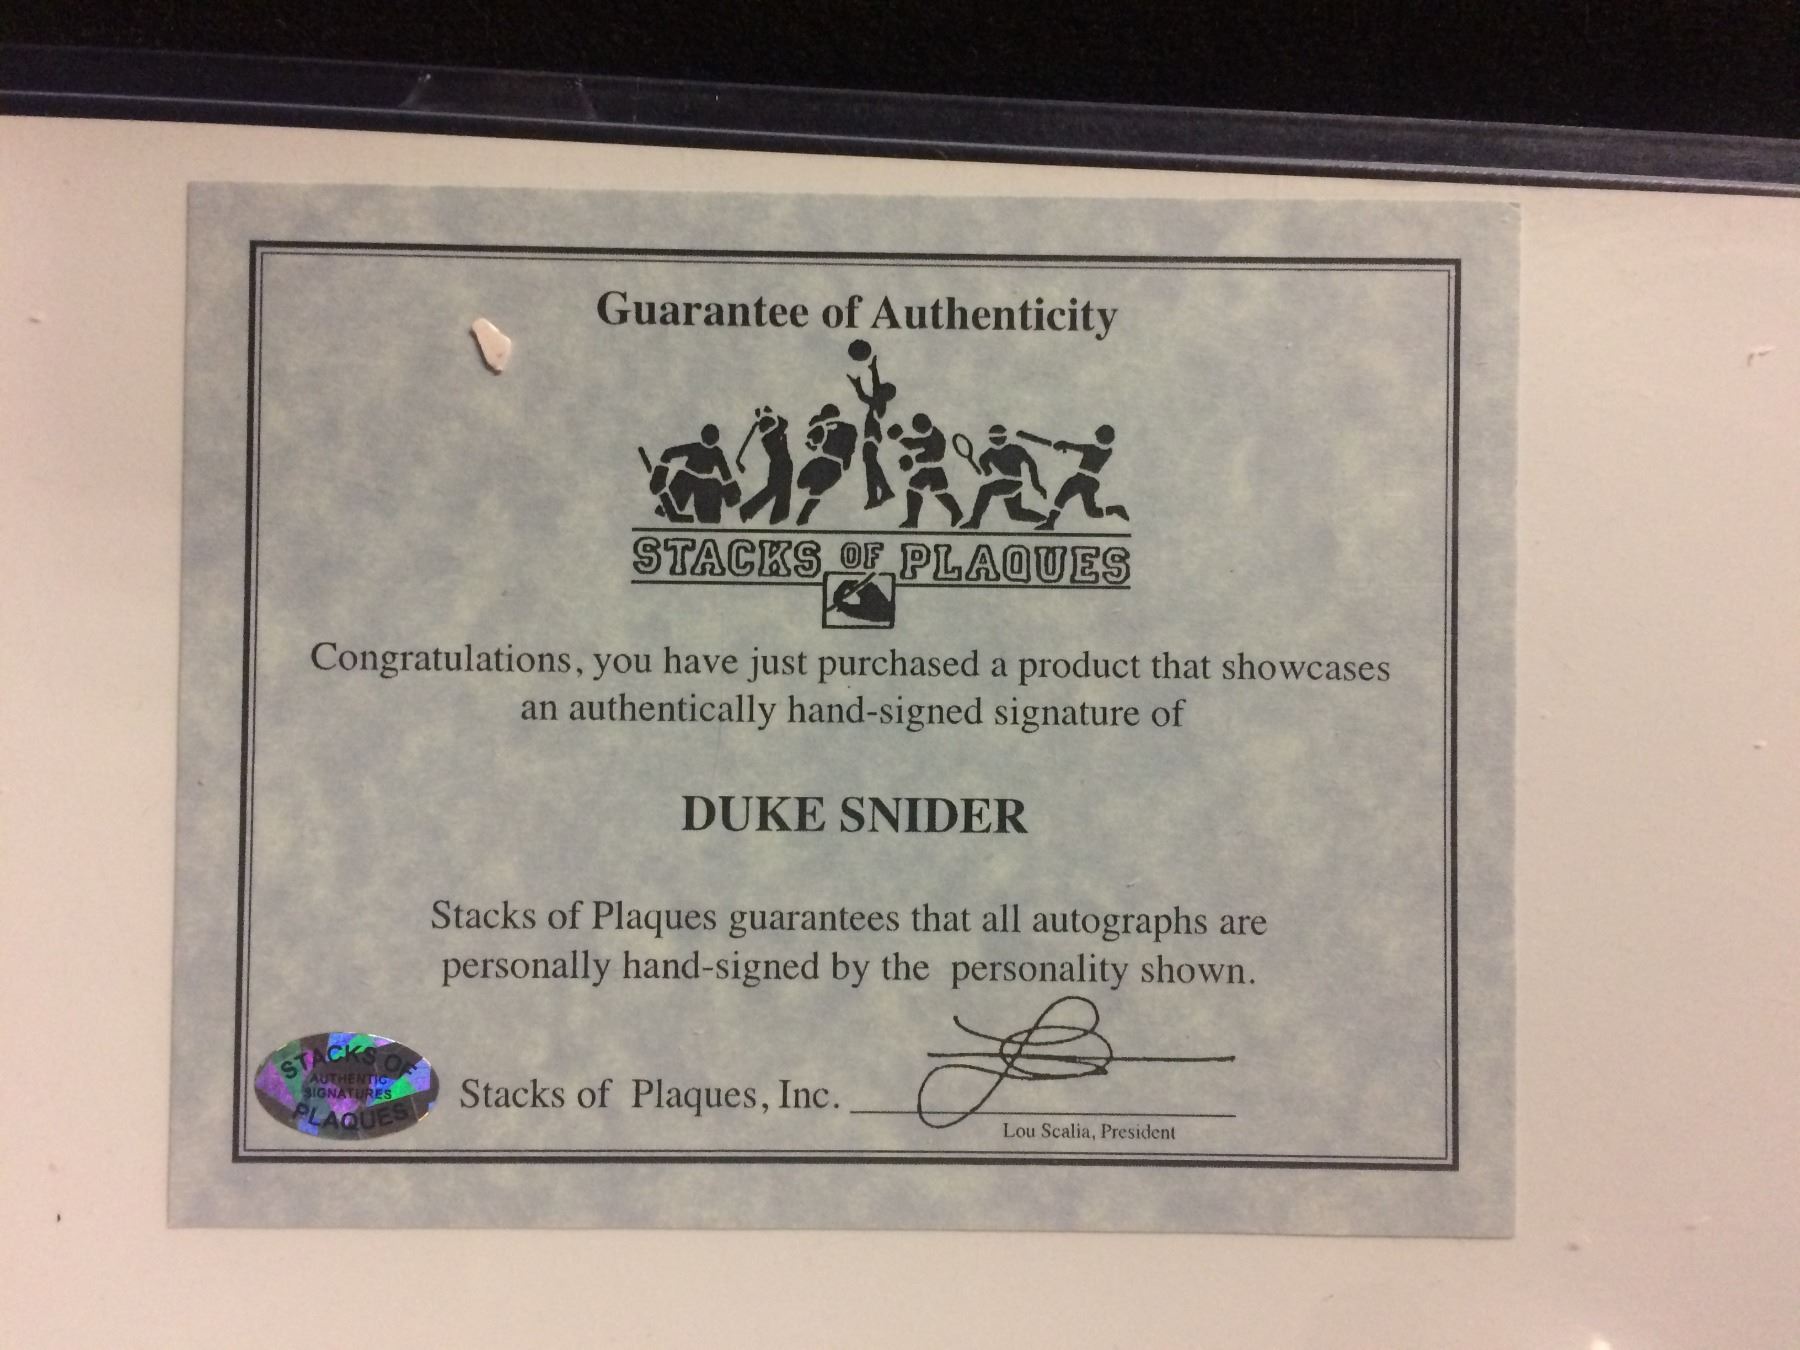 Guarantee of Authenticity
STACKS OF PLAQUES
Congratulations, you have just purchased a product that showcases
an authentically hand-signed signature of
DUKE SNIDER
Stacks of Plaques guarantees that all autographs are
personally hand-signed by the personality shown.
STACKS OF
AUTHENTIC
SIGNATURES
PLAQUES
Stacks of Plaques, Inc.
Lou Scalia, President